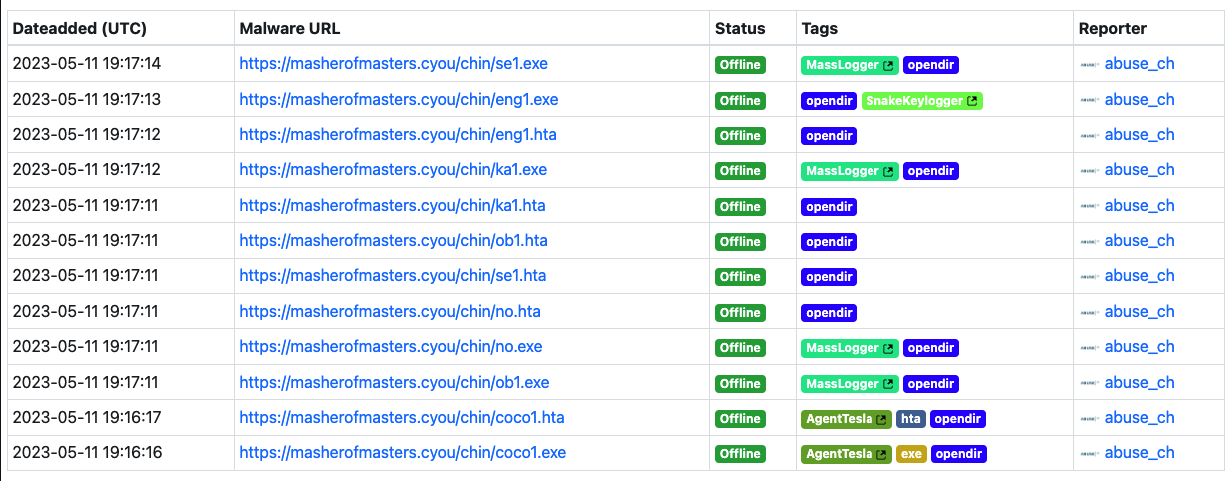 Dateadded (UTC) Malware URL Status Tags Reporter
2023-05-11 19:17:14 https://masherofmasters.cyou/chin/se1.exe Offline MassLogger opendir abuse_ch
2023-05-11 19:17:13 https://masherofmasters.cyou/chin/eng1.exe Offline opendir SnakeKeylogger abuse_ch
2023-05-11 19:17:12 https://masherofmasters.cyou/chin/eng1.hta Offline opendir abuse_ch
2023-05-11 19:17:12 https://masherofmasters.cyou/chin/ka1.exe Offline MassLogger opendir abuse_ch
2023-05-11 19:17:11 https://masherofmasters.cyou/chin/ka1.hta Offline opendir abuse_ch
2023-05-11 19:17:11 https://masherofmasters.cyou/chin/ob1.hta Offline opendir abuse_ch
2023-05-11 19:17:11 https://masherofmasters.cyou/chin/se1.hta Offline opendir abuse_ch
2023-05-11 19:17:11 https://masherofmasters.cyou/chin/no.hta Offline opendir abuse_ch
2023-05-11 19:17:11 https://masherofmasters.cyou/chin/no.exe Offline MassLogger opendir abuse_ch
2023-05-11 19:17:11 https://masherofmasters.cyou/chin/ob1.exe Offline MassLogger opendir abuse_ch
2023-05-11 19:16:17 https://masherofmasters.cyou/chin/coco1.hta Offline AgentTesla hta opendir abuse_ch
2023-05-11 19:16:16 https://masherofmasters.cyou/chin/coco1.exe Offline AgentTesla exe opendir abuse_ch